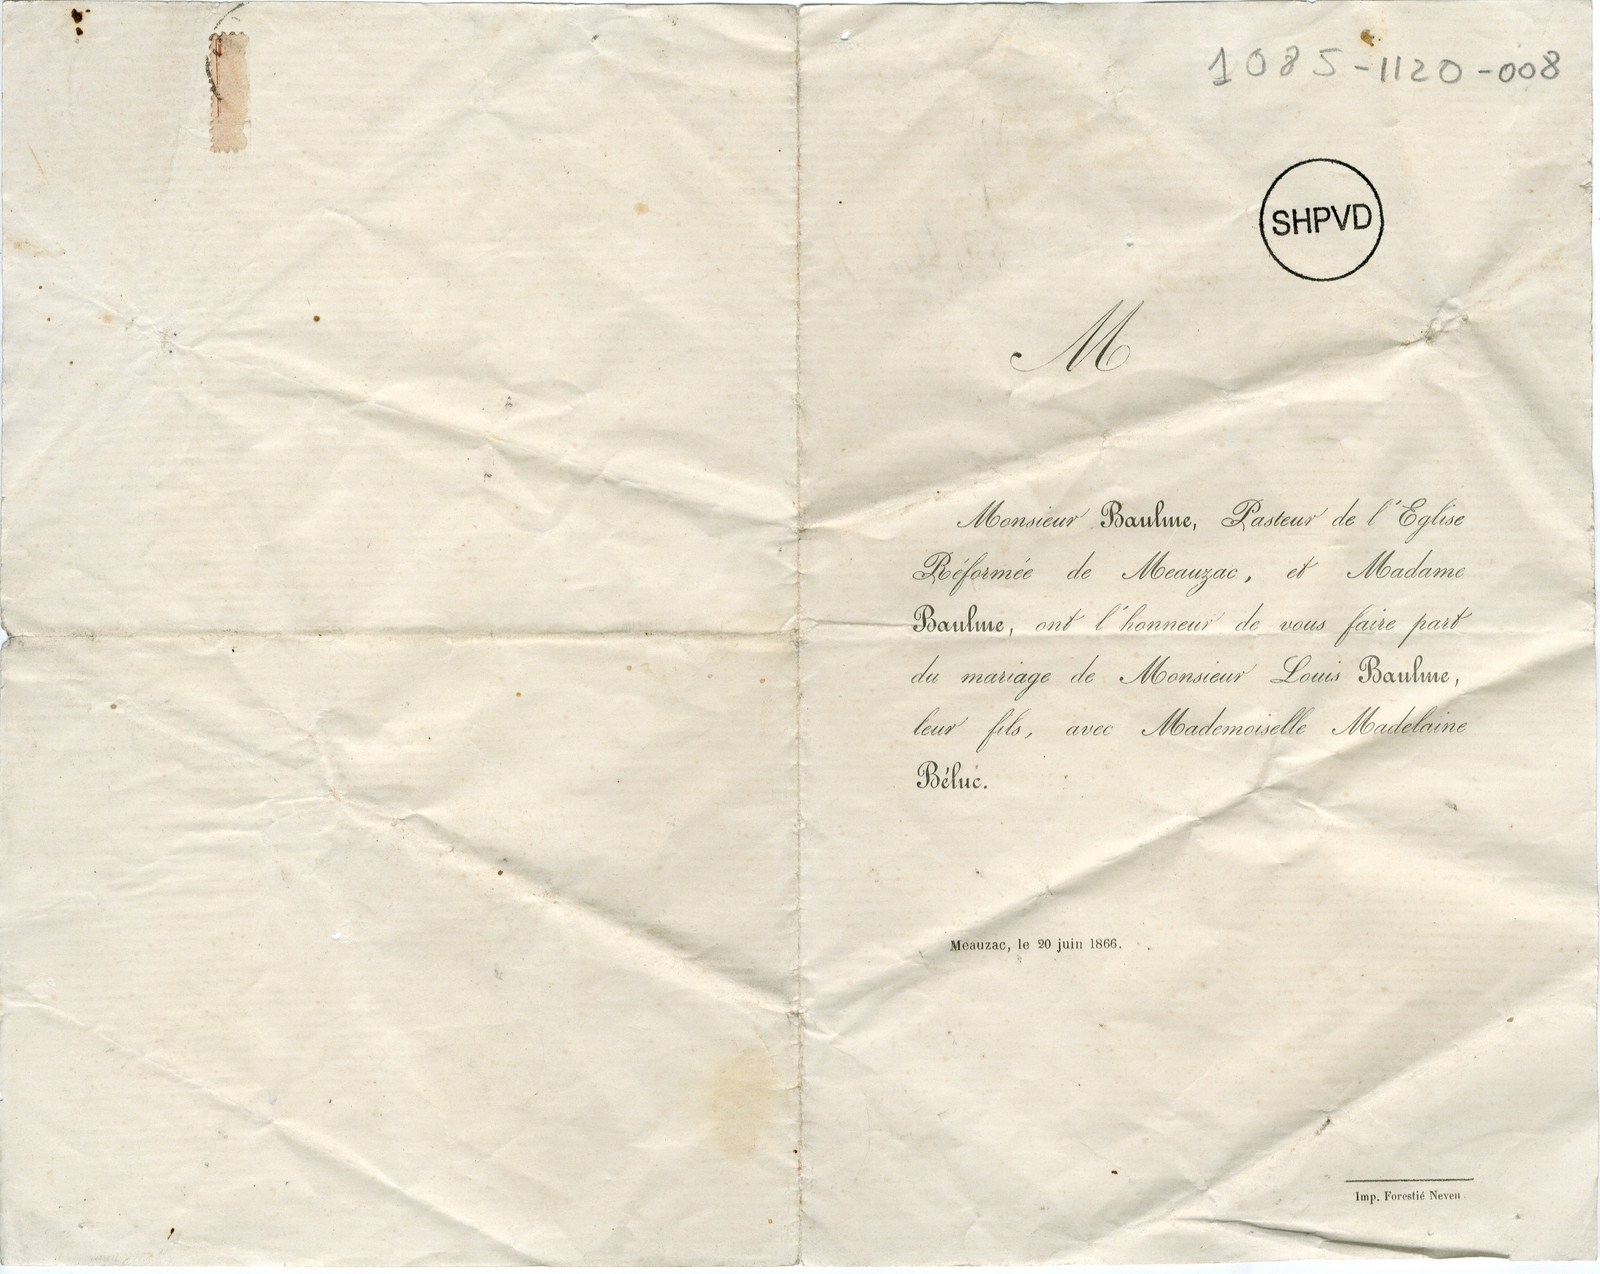 1085-1120-008
SHPVD
M
Monsieur Baulme, Pasteur de l'Eglise
Réformée de Meauzac, et Madame
Baulme, ont l'honneur de vous faire part
du mariage de Monsieur Louis Baulme,
leur fils, avec Mademoiselle Madelaine
Béluc.
Meauzac, le 20 juin 1866.
Imp. Forestié Neveu